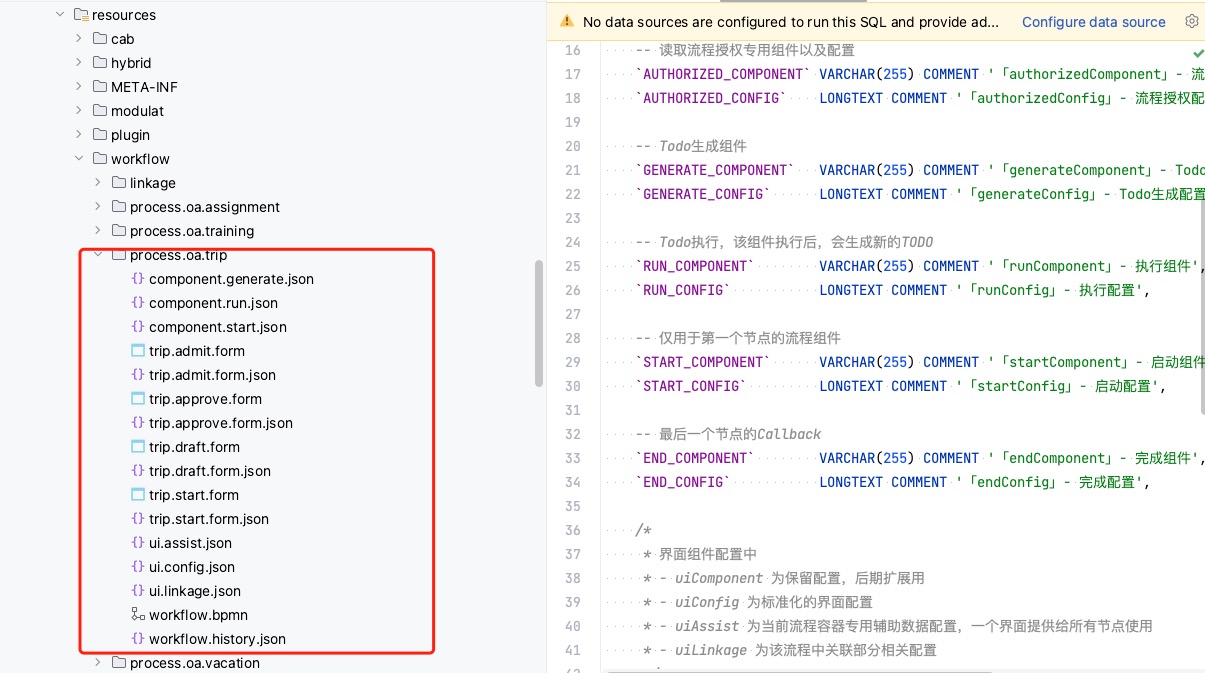 resources
cab
hybrid
META-INF
modulat
plugin
workflow
linkage
process.oa.assignment
process.oa.training
process.oa.trip
component.generate.json
component.run.json
component.start.json
trip.admit.form
trip.admit.form.json
trip.approve.form
trip.approve.form.json
trip.draft.form
trip.draft.form.json
trip.start.form
trip.start.form.json
ui.assist.json
ui.config.json
ui.linkage.json
workflow.bpmn
workflow.history.json
process.oa.vacation
No data sources are configured to run this SQL and provide ad... Configure data source
16 -- 读取流程授权专用组件以及配置
17 `AUTHORIZED_COMPONENT` VARCHAR(255) COMMENT '「authorizedComponent」- 流
18 `AUTHORIZED_CONFIG` LONGTEXT COMMENT '「authorizedConfig」- 流程授权配
19
20 -- Todo生成组件
21 `GENERATE_COMPONENT` VARCHAR(255) COMMENT '「generateComponent」- Todo
22 `GENERATE_CONFIG` LONGTEXT COMMENT '「generateConfig」- Todo生成配置
23
24 -- Todo执行，该组件执行后，会生成新的TODO
25 `RUN_COMPONENT` VARCHAR(255) COMMENT '「runComponent」- 执行组件',
26 `RUN_CONFIG` LONGTEXT COMMENT '「runConfig」- 执行配置',
27
28 -- 仅用于第一个节点的流程组件
29 `START_COMPONENT` VARCHAR(255) COMMENT '「startComponent」- 启动组件
30 `START_CONFIG` LONGTEXT COMMENT '「startConfig」- 启动配置',
31
32 -- 最后一个节点的Callback
33 `END_COMPONENT` VARCHAR(255) COMMENT '「endComponent」- 完成组件',
34 `END_CONFIG` LONGTEXT COMMENT '「endConfig」- 完成配置',
35
36 /*
37 * 界面组件配置中
38 * - uiComponent 为保留配置，后期扩展用
39 * - uiConfig 为标准化的界面配置
40 * - uiAssist 为当前流程容器专用辅助数据配置，一个界面提供给所有节点使用
41 * - uiLinkage 为该流程中关联部分相关配置